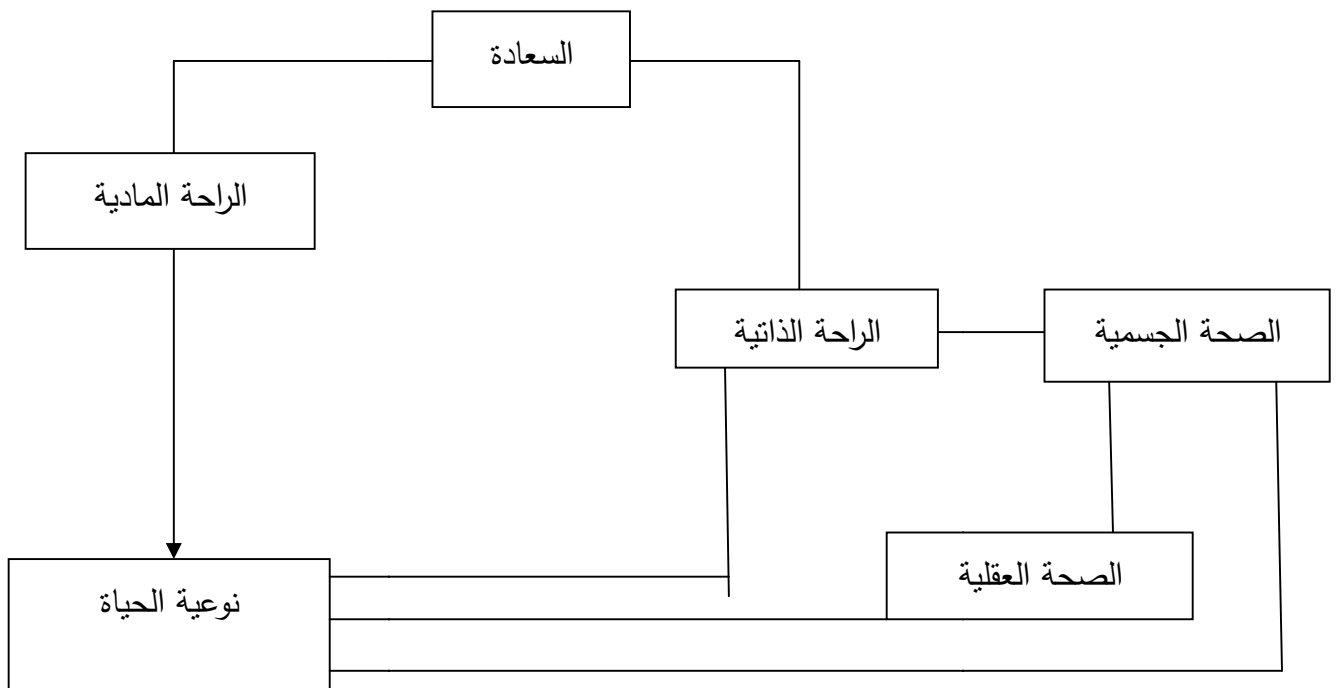 السعادة
الراحة المادية
الراحة الذاتية
الصحة الجسمية
الصحة العقلية
نوعية الحياة